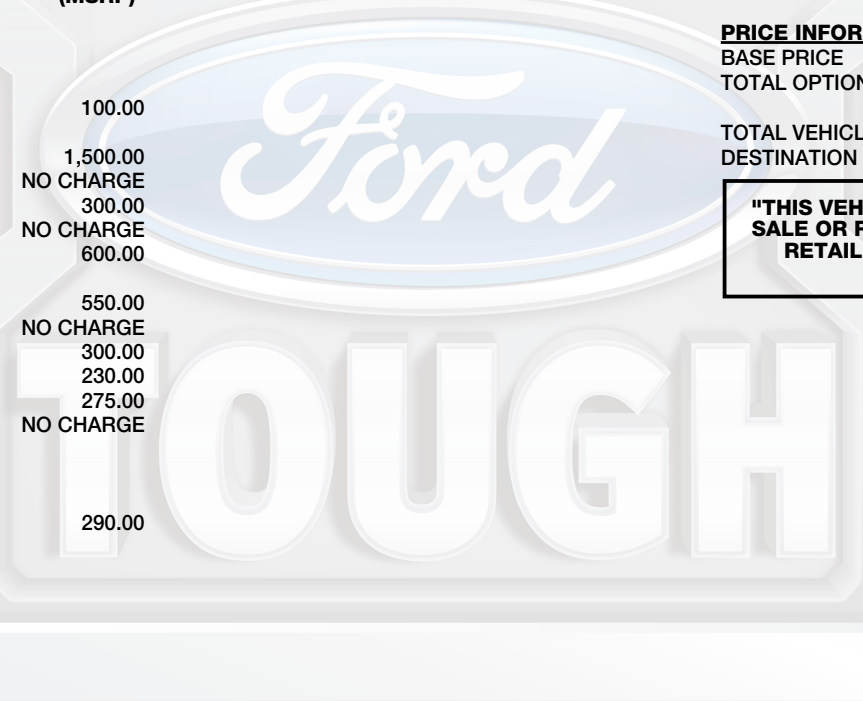 (MSRP)
100.00
1,500.00
NO CHARGE
300.00
NO CHARGE
600.00
550.00
NO CHARGE
300.00
230.00
275.00
NO CHARGE
290.00
PRICE INFOR
BASE PRICE
TOTAL OPTION
TOTAL VEHICL
DESTINATION
"THIS VEH
SALE OR
RETAIL
Ford
TOUGH